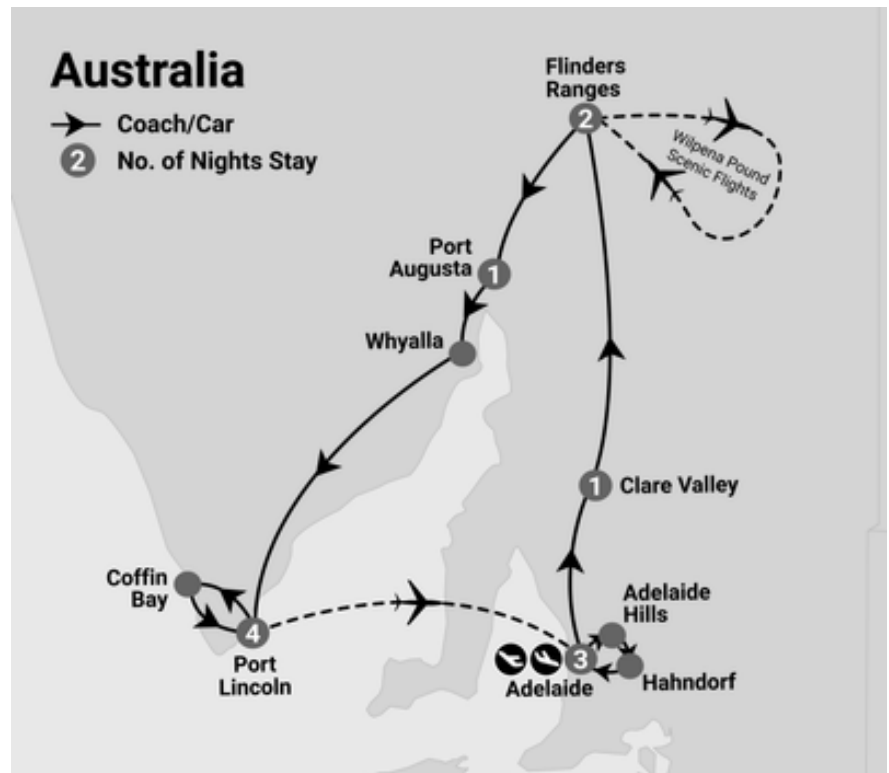 Australia
Coach/Car
2 No. of Nights Stay
Flinders
Ranges
2
Wilpena Pound
Scenic Flights
Port
Augusta
1
Whyalla
1
Clare Valley
Coffin
Bay
4
Port
Lincoln
Adelaide
Hills
3
Adelaide
Hahndorf